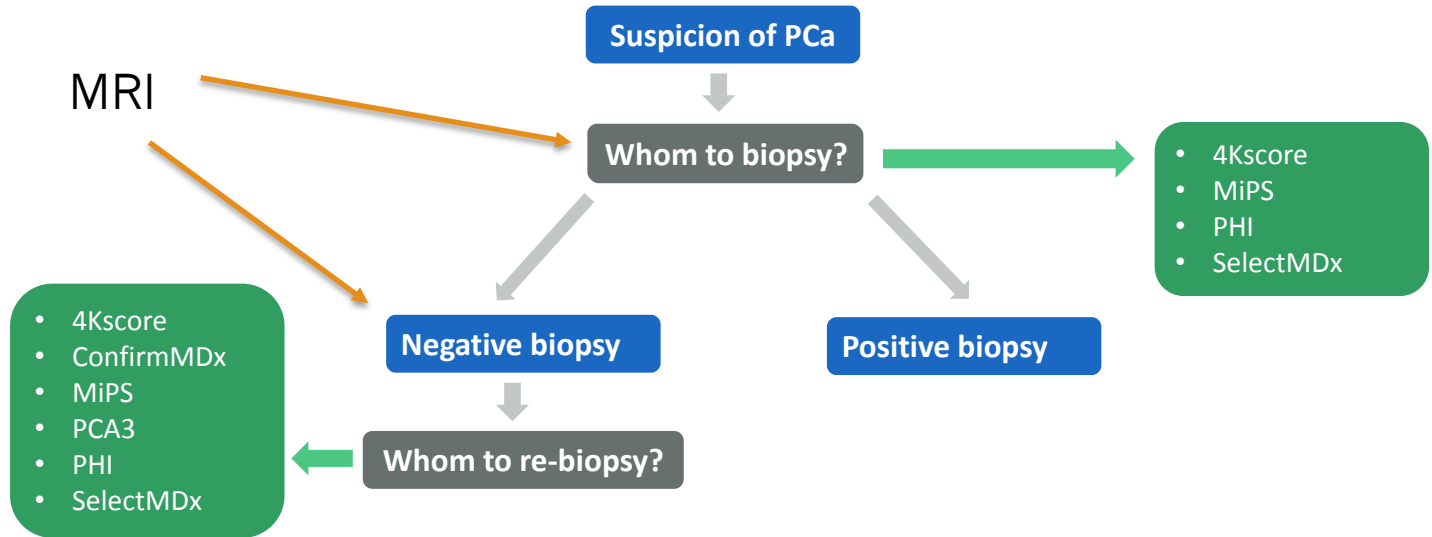 Suspicion of PCa
MRI
Whom to biopsy?
• 4Kscore
• MiPS
• PHI
• SelectMDx
Negative biopsy
Positive biopsy
• 4Kscore
• ConfirmMDx
• MiPS
• PCA3
• PHI
• SelectMDx
Whom to re-biopsy?